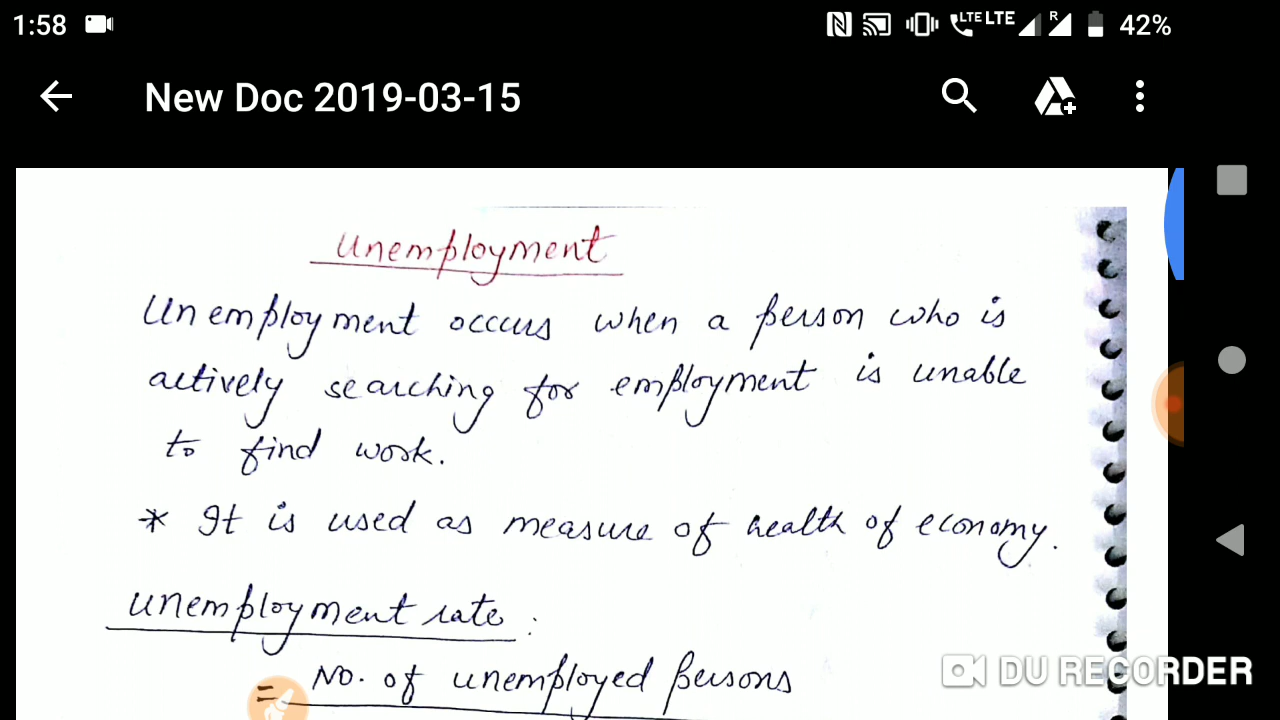 1:58 LTE LTE R 42%
New Doc 2019-03-15
Unemployment
Unemployment occurs when a person who is
actively searching for employment is unable
to find work.
* It is used as measure of health of economy.
Unemployment rate :
= No. of unemployed persons
DU RECORDER